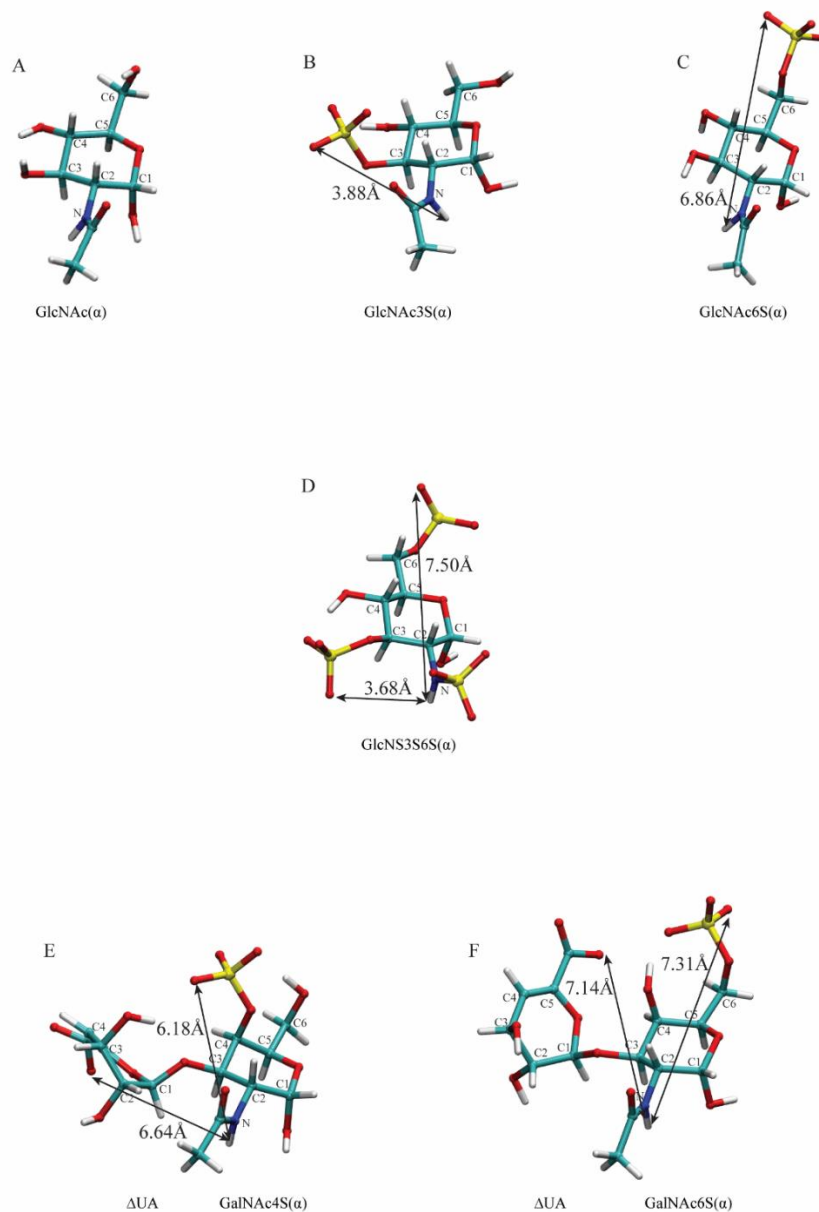 A
C6
C5
C4
C3
C2
C1
N
GlcNAc(α)
B
C6
C5
C4
C3
C2
C1
N
3.88Å
GlcNAc3S(α)
C
C6
C5
C4
C3
C2
C1
N
6.86Å
GlcNAc6S(α)
D
C6
7.50Å
C5
C4
C3
C2
C1
N
3.68Å
GlcNS3S6S(α)
E
C4
C3
C2
C1
6.18Å
C6
C4
C5
C3
C2
C1
N
6.64Å
ΔUA GalNAc4S(α)
F
C4
C5
C3
C2
C1
7.14Å
7.31Å
C6
C5
C4
C3
C2
C1
N
ΔUA GalNAc6S(α)